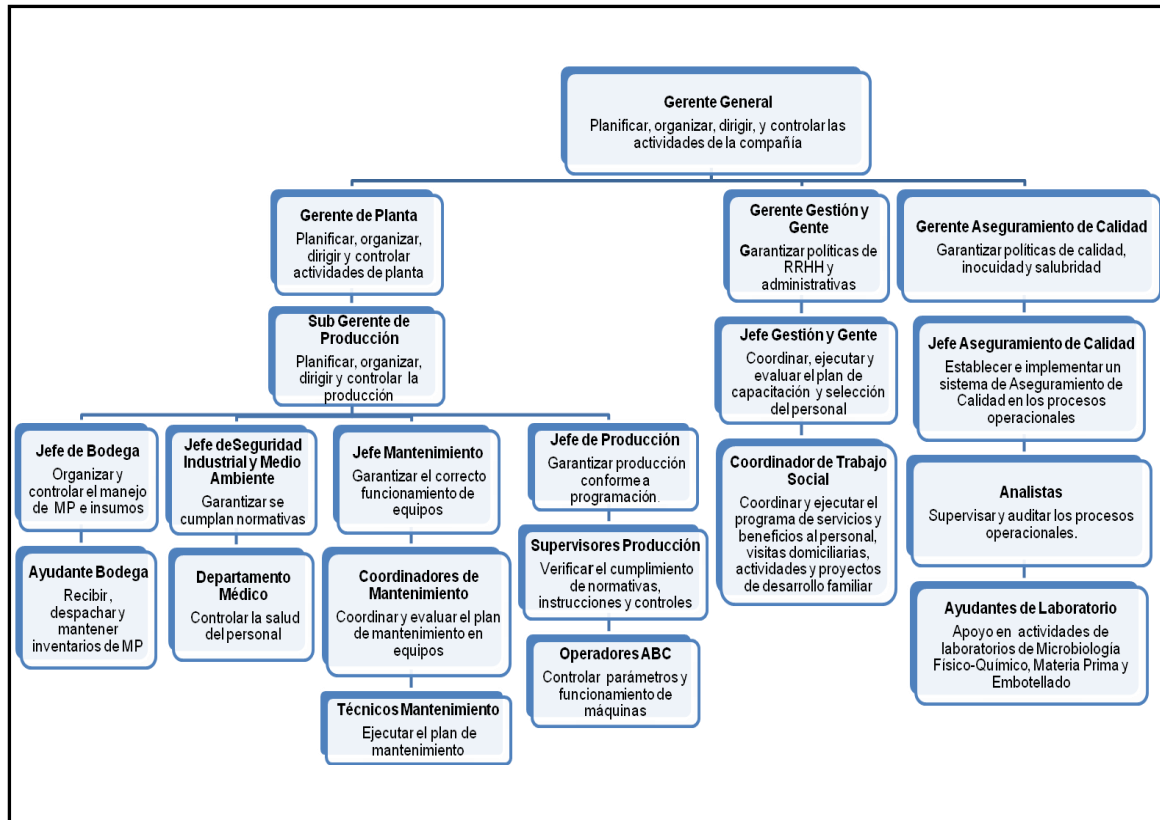 Gerente General
Planificar, organizar, dirigir, y controlar las
actividades de la compañía
Gerente de Planta
Planificar, organizar,
dirigir y controlar
actividades de planta
Gerente Gestión y
Gente
Garantizar políticas de
RRHH y
administrativas
Gerente Aseguramiento de Calidad
Garantizar políticas de calidad,
inocuidad y salubridad
Sub Gerente de
Producción
Planificar, organizar,
dirigir y controlar la
producción
Jefe Gestión y Gente
Coordinar, ejecutar y
evaluar el plan de
capacitación y selección
del personal
Jefe Aseguramiento de Calidad
Establecer e implementar un
sistema de Aseguramiento de
Calidad en los procesos
operacionales
Jefe de Bodega
Organizar y
controlar el manejo
de MP e insumos
Jefe de Seguridad
Industrial y Medio
Ambiente
Garantizar se
cumplan normativas
Jefe Mantenimiento
Garantizar el correcto
funcionamiento de
equipos
Jefe de Producción
Garantizar producción
conforme a
programación.
Coordinador de Trabajo
Social
Coordinar y ejecutar el
programa de servicios y
beneficios al personal,
visitas domiciliarias,
actividades y proyectos
de desarrollo familiar
Analistas
Supervisar y auditar los procesos
operacionales.
Ayudante Bodega
Recibir,
despachar y
mantener
inventarios de MP
Departamento
Médico
Controlar la salud
del personal
Coordinadores de
Mantenimiento
Coordinar y evaluar el plan
de mantenimiento en
equipos
Supervisores Producción
Verificar el cumplimiento
de normativas,
instrucciones y controles
Ayudantes de Laboratorio
Apoyo en actividades de
laboratorios de Microbiología
Físico-Químico, Materia Prima y
Embotellado
Operadores ABC
Controlar parámetros y
funcionamiento de
máquinas
Técnicos Mantenimiento
Ejecutar el plan de
mantenimiento